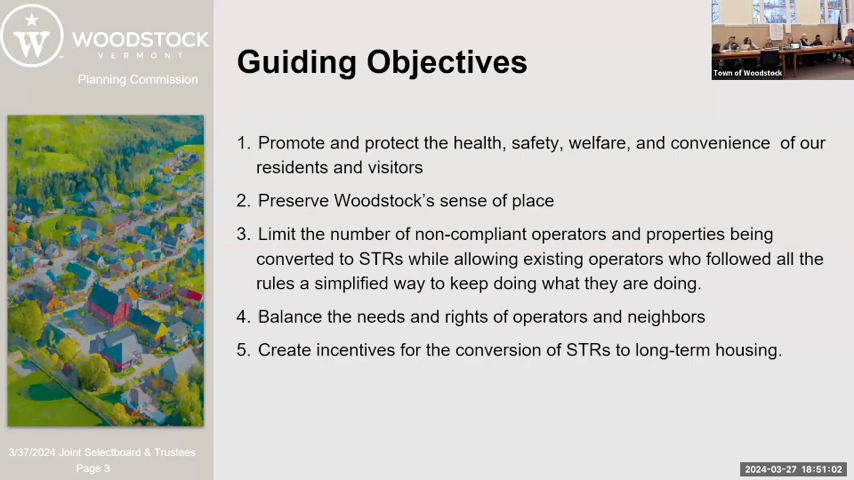 WOODSTOCK
VERMONT
Planning Commission
Guiding Objectives
Town of Woodstock
1. Promote and protect the health, safety, welfare, and convenience of our
residents and visitors
2. Preserve Woodstock's sense of place
3. Limit the number of non-compliant operators and properties being
converted to STRs while allowing existing operators who followed all the
rules a simplified way to keep doing what they are doing.
4. Balance the needs and rights of operators and neighbors
5. Create incentives for the conversion of STRs to long-term housing.
3/37/2024 Joint Selectboard & Trustees
Page 3
2024-03-27 18:51:02